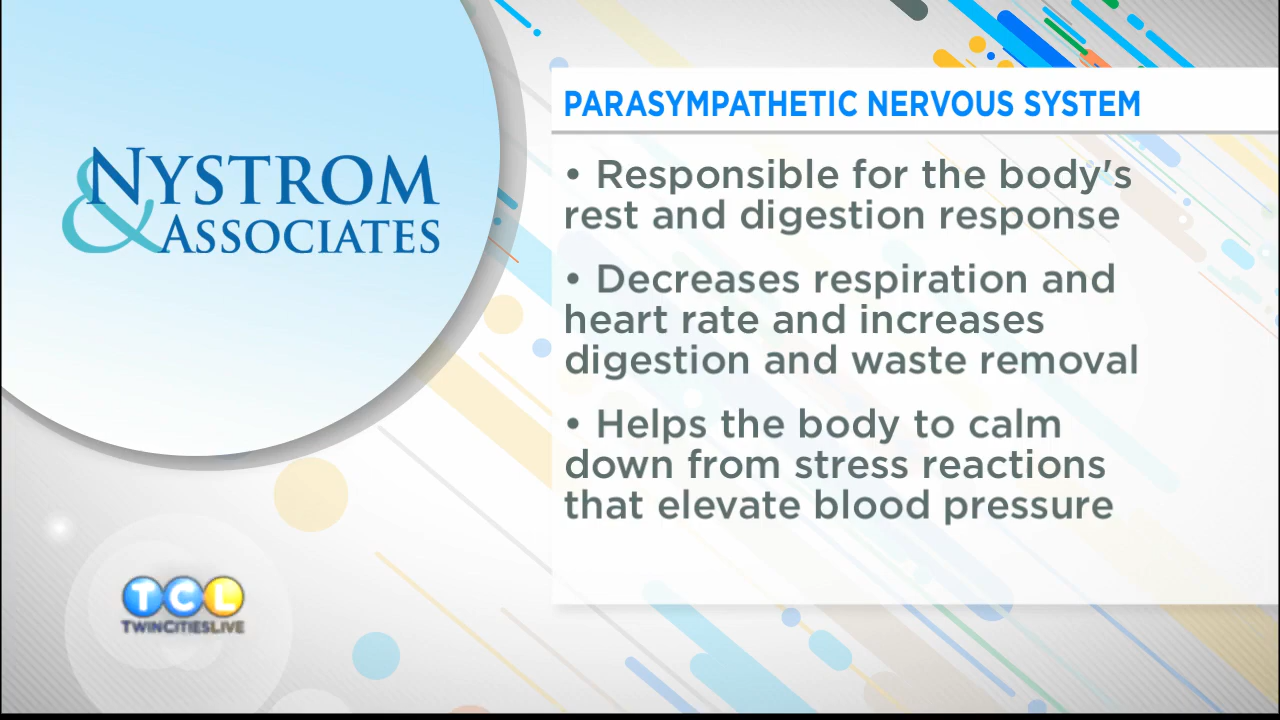 NYSTROM
& ASSOCIATES
PARASYMPATHETIC NERVOUS SYSTEM
• Responsible for the body's
rest and digestion response
• Decreases respiration and
heart rate and increases
digestion and waste removal
• Helps the body to calm
down from stress reactions
that elevate blood pressure
TCL
TWINCITIESLIVE